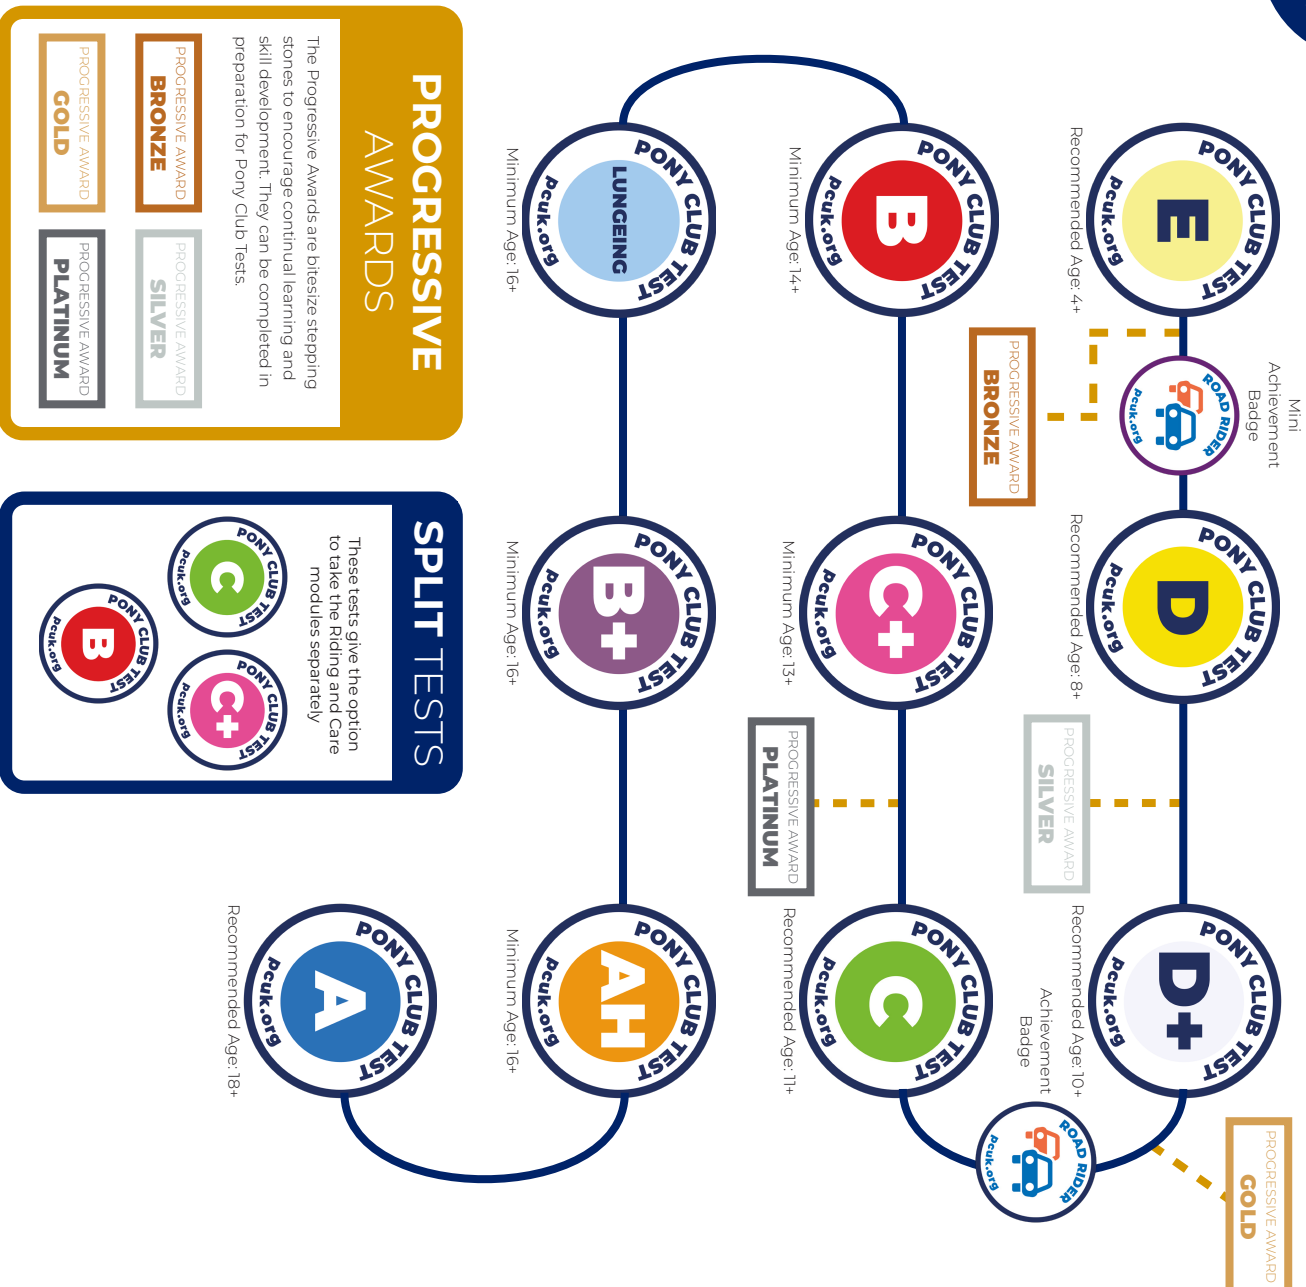 PONY CLUB TEST
E
pcuk.org
Recommended Age: 4+
Mini
Achievement
Badge
ROAD RIDER
pcuk.org
PROGRESSIVE AWARD
BRONZE
PONY CLUB TEST
D
pcuk.org
Recommended Age: 8+
PROGRESSIVE AWARD
SILVER
PONY CLUB TEST
D+
pcuk.org
Recommended Age: 10+
PROGRESSIVE AWARD
GOLD
Achievement
Badge
ROAD RIDER
pcuk.org
PONY CLUB TEST
C
pcuk.org
Recommended Age: 11+
PROGRESSIVE AWARD
PLATINUM
PONY CLUB TEST
C+
pcuk.org
Minimum Age: 13+
PONY CLUB TEST
B
pcuk.org
Minimum Age: 14+
PONY CLUB TEST
LUNGEING
pcuk.org
Minimum Age: 16+
PONY CLUB TEST
B+
pcuk.org
Minimum Age: 16+
PONY CLUB TEST
AH
pcuk.org
Minimum Age: 16+
PONY CLUB TEST
A
pcuk.org
Recommended Age: 18+
PROGRESSIVE
AWARDS
The Progressive Awards are bitesize stepping
stones to encourage continual learning and
skill development. They can be completed in
preparation for Pony Club Tests.
PROGRESSIVE AWARD
BRONZE
PROGRESSIVE AWARD
SILVER
PROGRESSIVE AWARD
GOLD
PROGRESSIVE AWARD
PLATINUM
SPLIT TESTS
These tests give the option
to take the Riding and Care
modules separately
PONY CLUB TEST
C
pcuk.org
PONY CLUB TEST
C+
pcuk.org
PONY CLUB TEST
B
pcuk.org